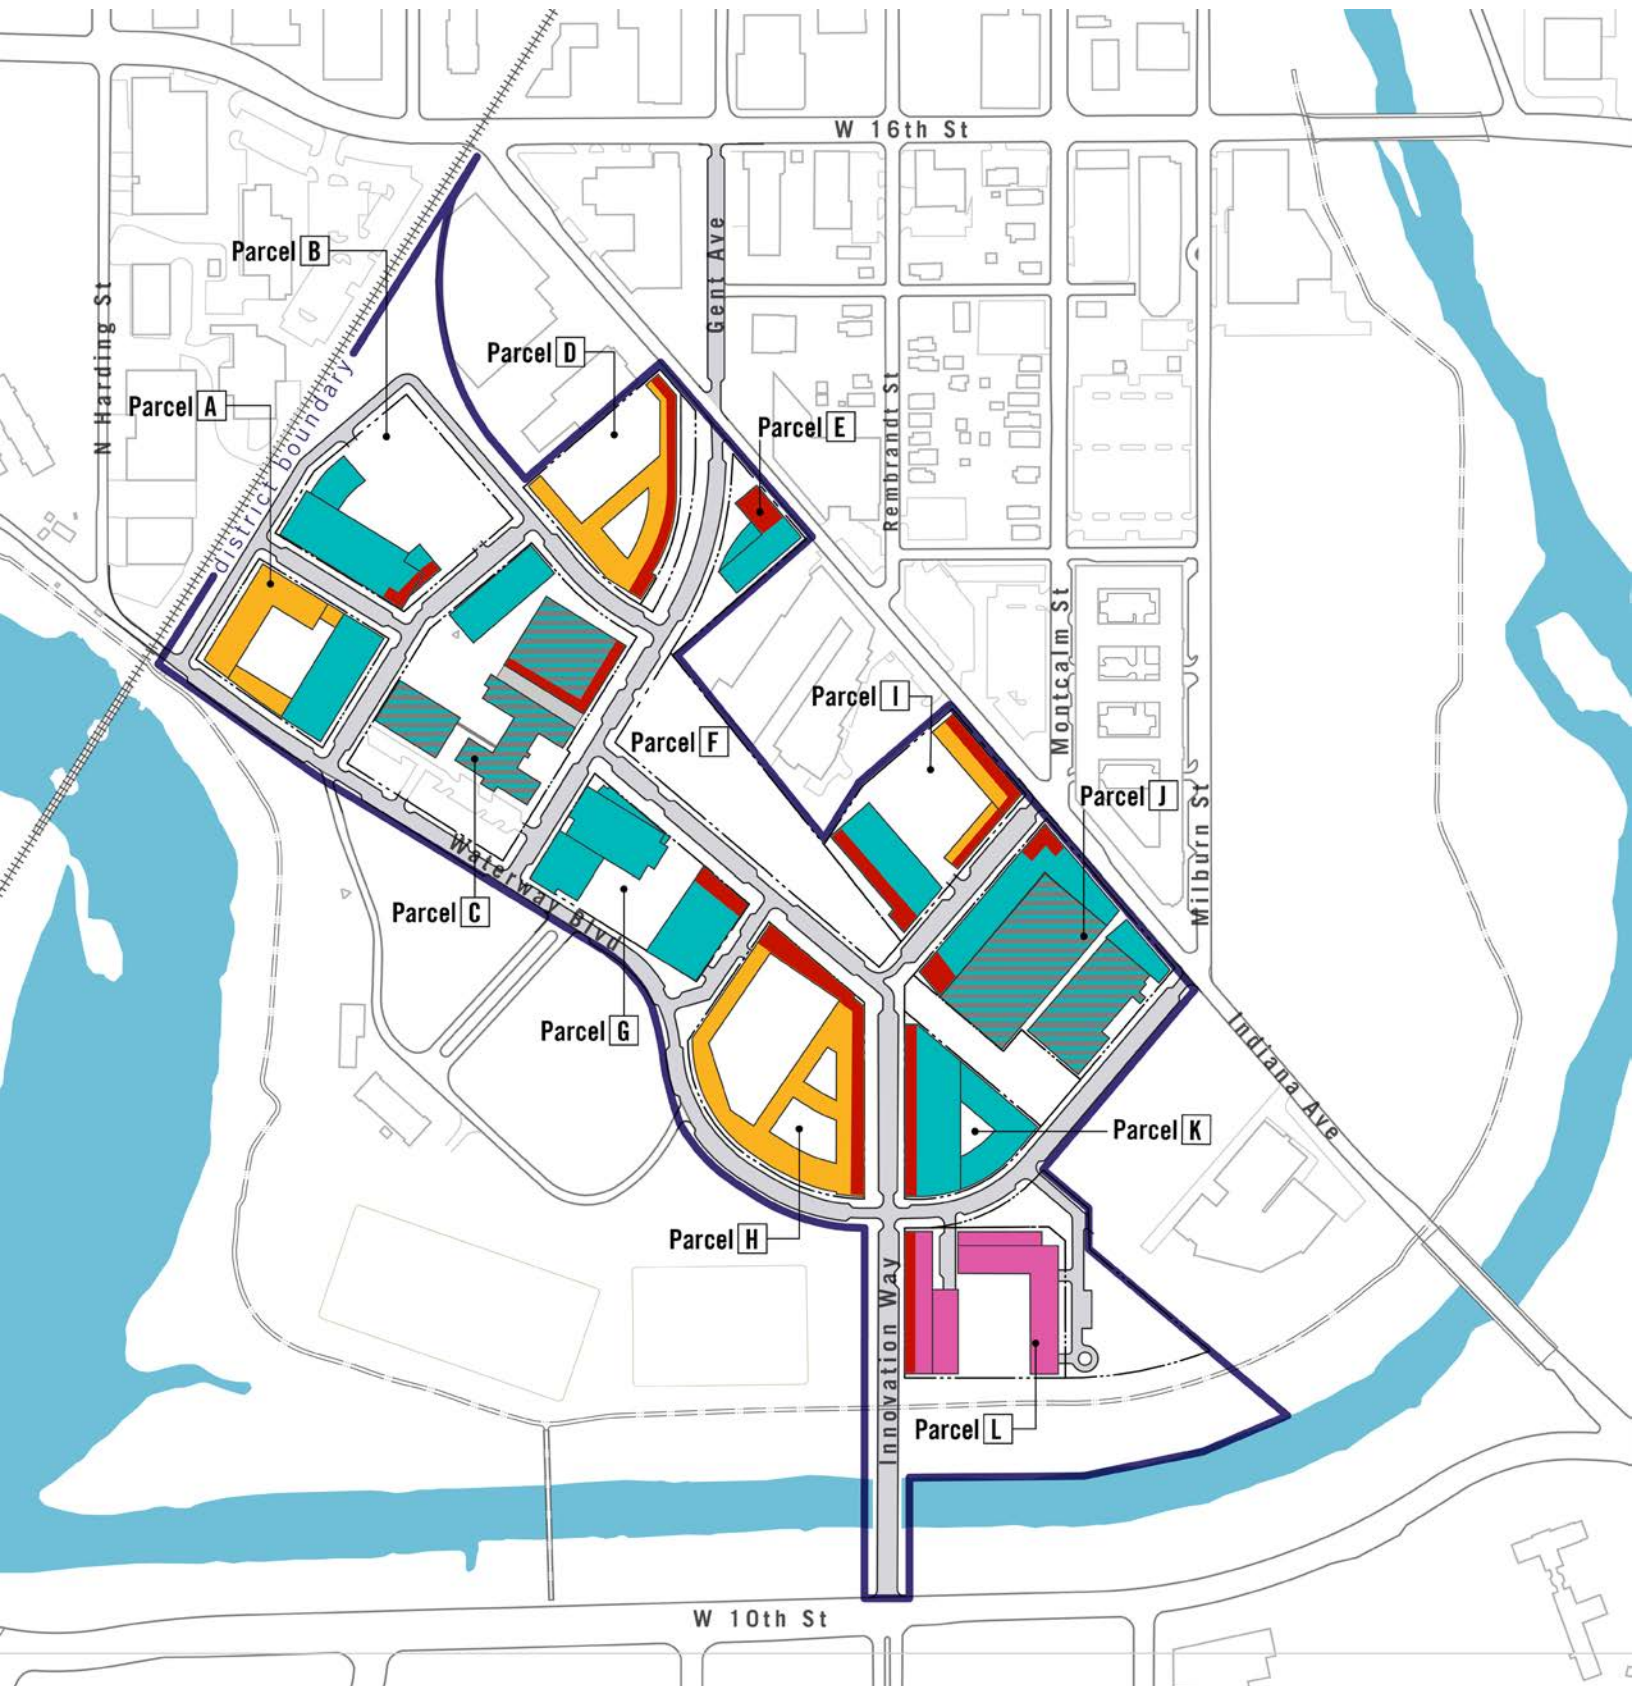 W 16th St
Gent Ave
Parcel B
N Harding St
Parcel D
district boundary
Parcel A
Rembrandt St
Parcel E
Montcalm St
Parcel I
Parcel F
Parcel J
Milburn St
Waterway Blvd
Parcel C
Parcel G
Indiana Ave
Parcel K
Parcel H
Innovation Way
Parcel L
W 10th St